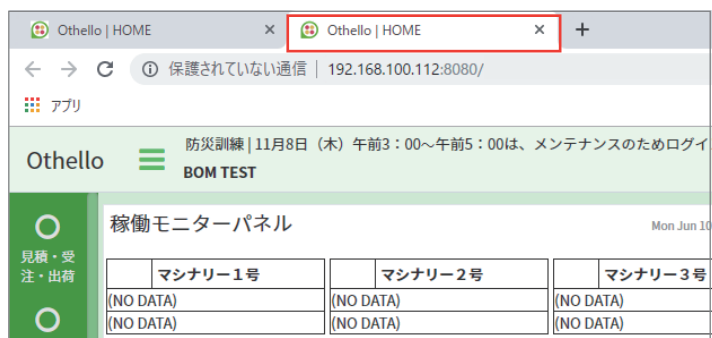 Othello | HOME
Othello | HOME
保護されていない通信 | 192.168.100.112:8080/
アプリ
Othello
防災訓練 | 11月8日（木）午前3：00～午前5：00は、メンテナンスのためログイ
BOM TEST
見積・受
注・出荷
稼働モニターパネル
Mon Jun 10
マシナリー１号 マシナリー２号 マシナリー３号
(NO DATA) (NO DATA) (NO DATA)
(NO DATA) (NO DATA) (NO DATA)